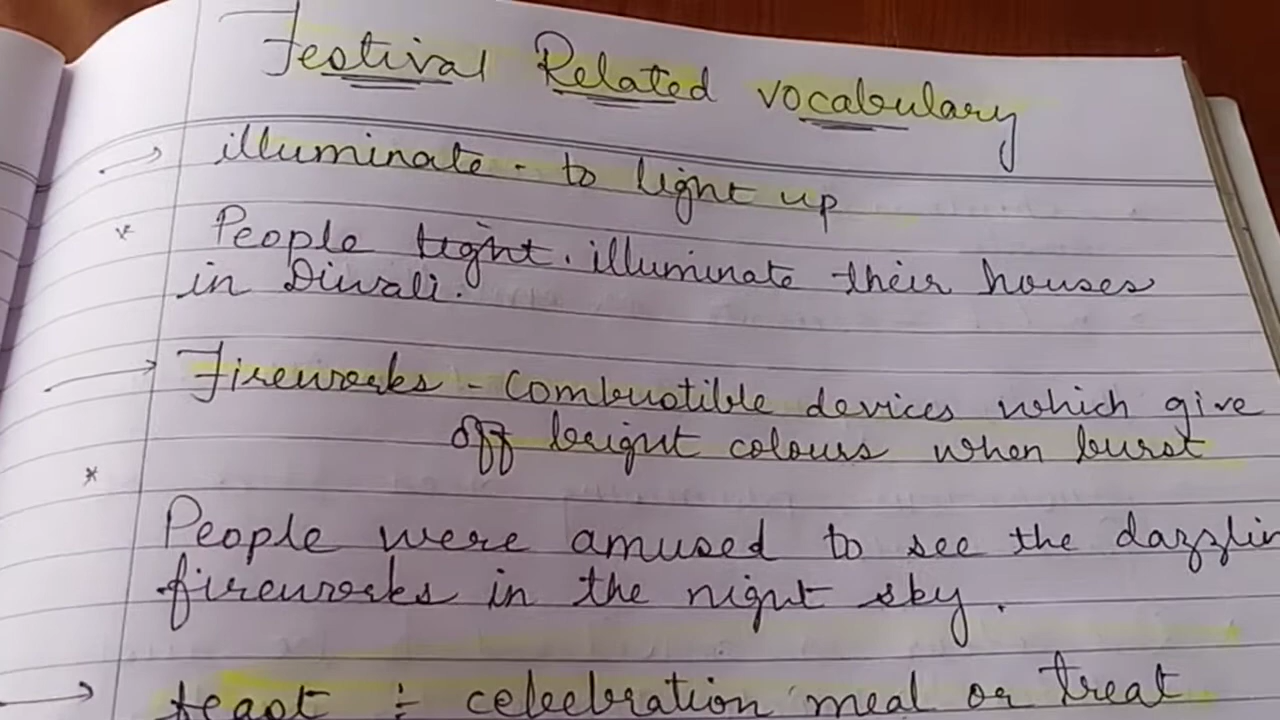 Festival Related vocabulary
→ illuminate - to light up
* People ~~light~~. illuminate their houses
in Diwali.
→ Fireworks - Combustible devices which give
off bright colours when burst
*
People were amused to see the dazzlin
fireworks in the night sky.
→ feast ÷ celebration meal or treat